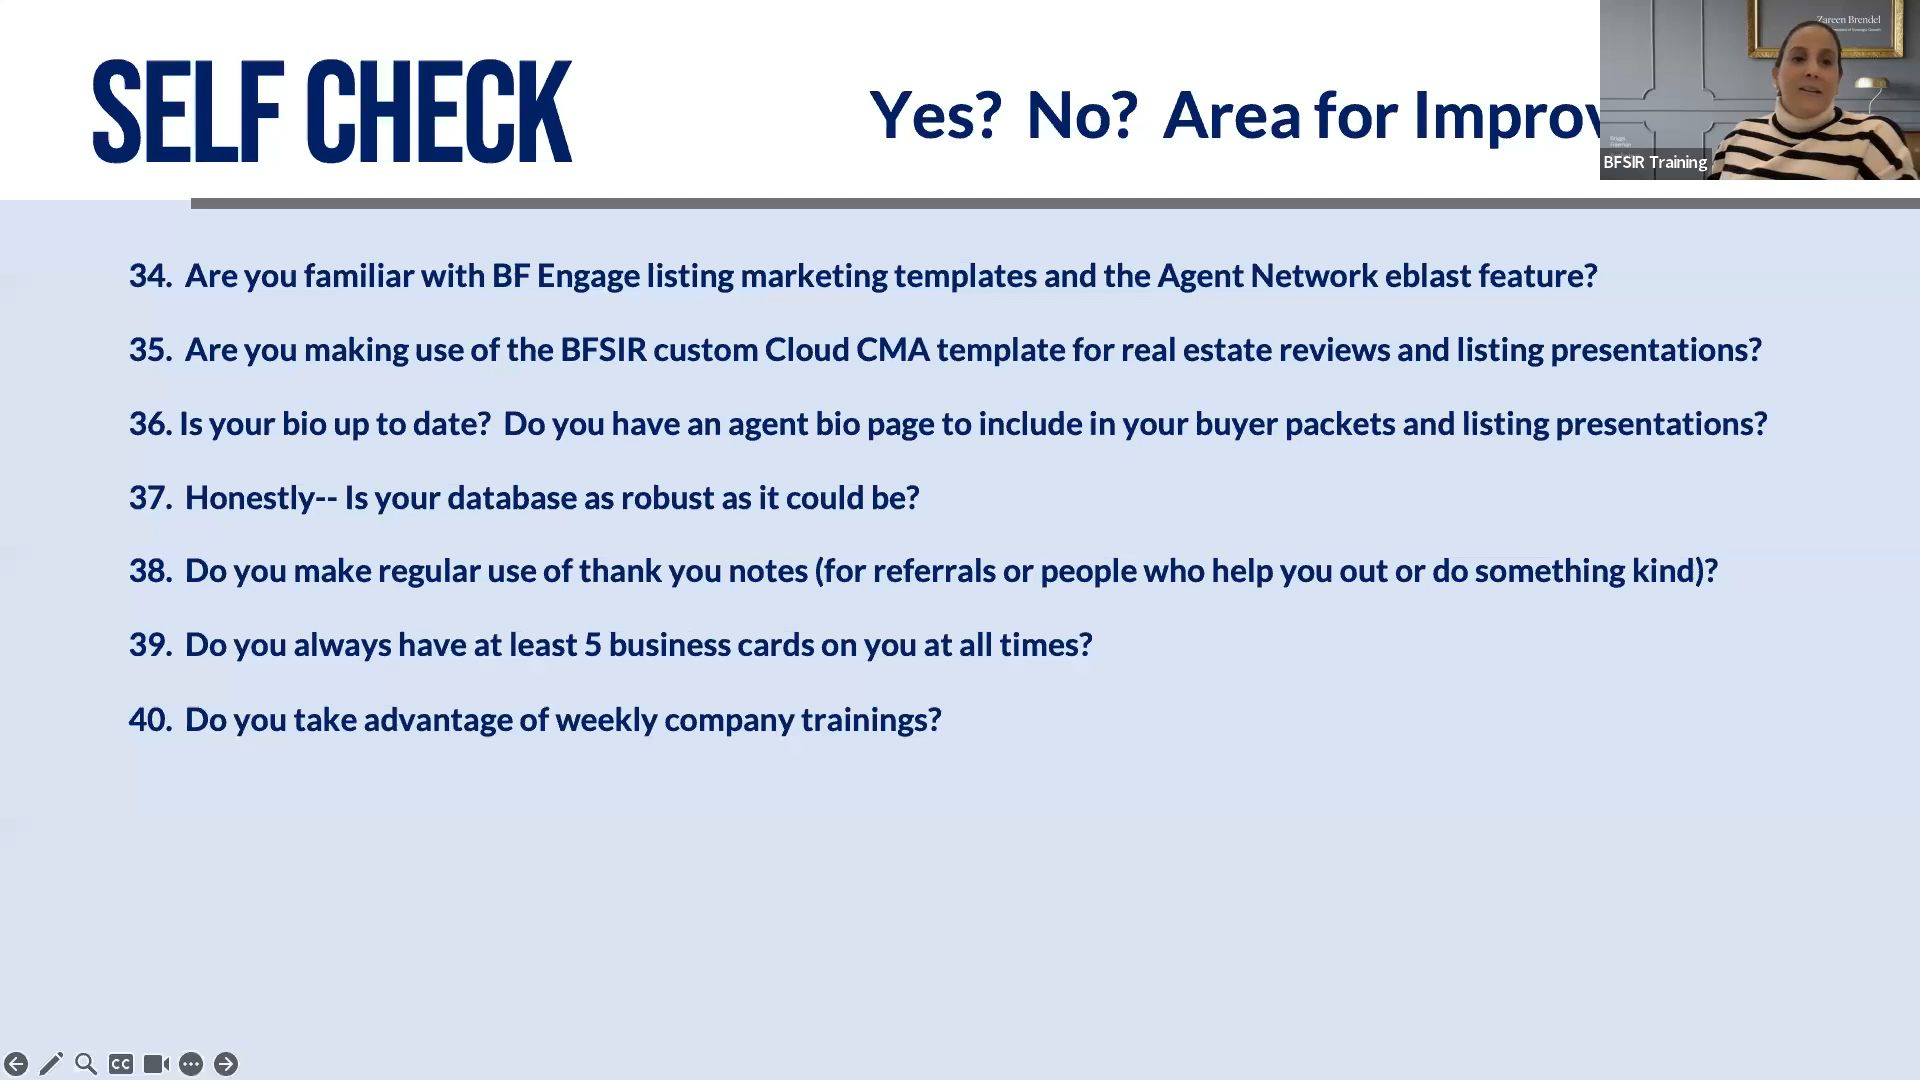 SELF CHECK
Yes? No? Area for Improv
Zareen Brendel
BFSIR Training
34. Are you familiar with BF Engage listing marketing templates and the Agent Network eblast feature?
35. Are you making use of the BFSIR custom Cloud CMA template for real estate reviews and listing presentations?
36. Is your bio up to date? Do you have an agent bio page to include in your buyer packets and listing presentations?
37. Honestly-- Is your database as robust as it could be?
38. Do you make regular use of thank you notes (for referrals or people who help you out or do something kind)?
39. Do you always have at least 5 business cards on you at all times?
40. Do you take advantage of weekly company trainings?
CC